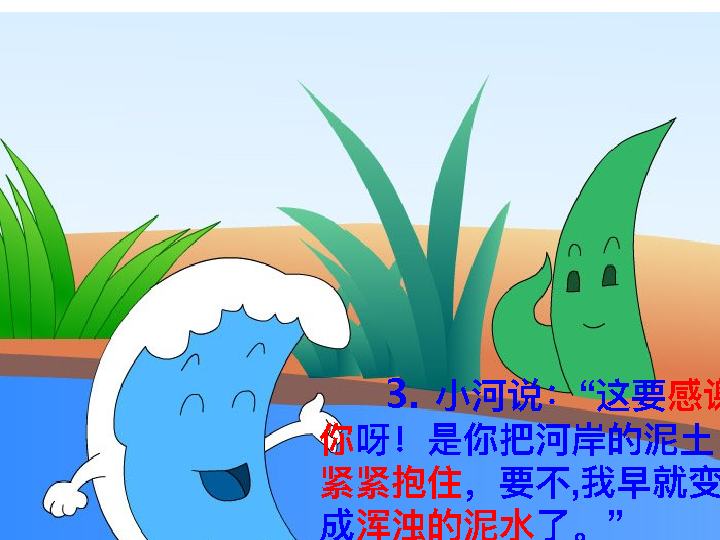 3. 小河说：“这要感谢
你呀！是你把河岸的泥土
紧紧抱住，要不,我早就变
成浑浊的泥水了。”